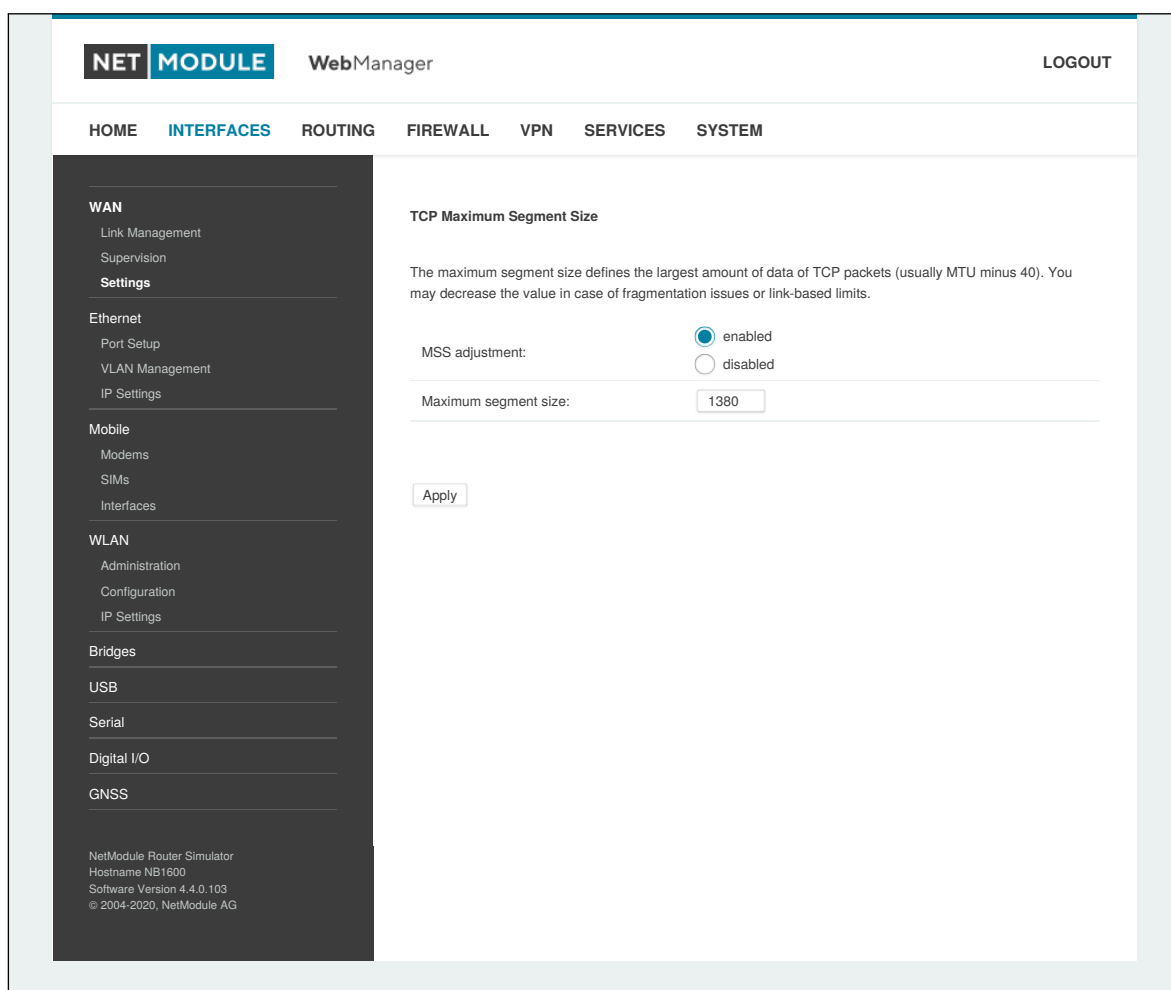 NET MODULE WebManager LOGOUT
HOME INTERFACES ROUTING FIREWALL VPN SERVICES SYSTEM
WAN
Link Management
Supervision
Settings
Ethernet
Port Setup
VLAN Management
IP Settings
Mobile
Modems
SIMs
Interfaces
WLAN
Administration
Configuration
IP Settings
Bridges
USB
Serial
Digital I/O
GNSS
NetModule Router Simulator
Hostname NB1600
Software Version 4.4.0.103
© 2004-2020, NetModule AG
TCP Maximum Segment Size
The maximum segment size defines the largest amount of data of TCP packets (usually MTU minus 40). You
may decrease the value in case of fragmentation issues or link-based limits.
MSS adjustment:
enabled
disabled
Maximum segment size: 1380
Apply